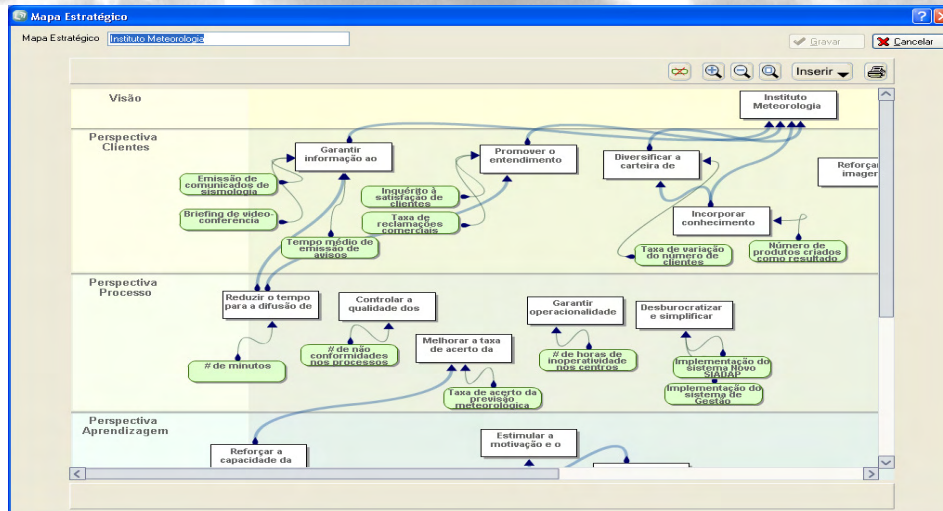 Mapa Estratégico
Mapa Estratégico
Instituto Meteorologia
Gravar
Cancelar
Inserir
Visão
Instituto
Meteorologia
Perspectiva
Clientes
Garantir
informação ao
Promover o
entendimento
Diversificar a
carteira de
Reforça
image
Emissão de
comunicados de
sismologia
Briefing de vídeo-
conferência
Inquérito à
satisfação de
clientes
Taxa de
reclamações
comerciais
Incorporar
conhecimento
Tempo médio de
emissão de
avisos
Taxa de variação
do número de
clientes
Número de
produtos criados
como resultado
Perspectiva
Processo
Reduzir o tempo
para a difusão de
Controlar a
qualidade dos
Garantir
operacionalidade
Desburocratizar
e simplificar
Melhorar a taxa
de acerto da
# de minutos
# de não
conformidades
nos processos
# de horas de
inoperatividade
nos centros
Implementação do
sistema Novo
SIADAP
Implementação do
sistema de
Gestão
Taxa de acerto da
previsão
meteorológica
Perspectiva
Aprendizagem
Reforçar a
capacidade da
Estimular a
motivação e o